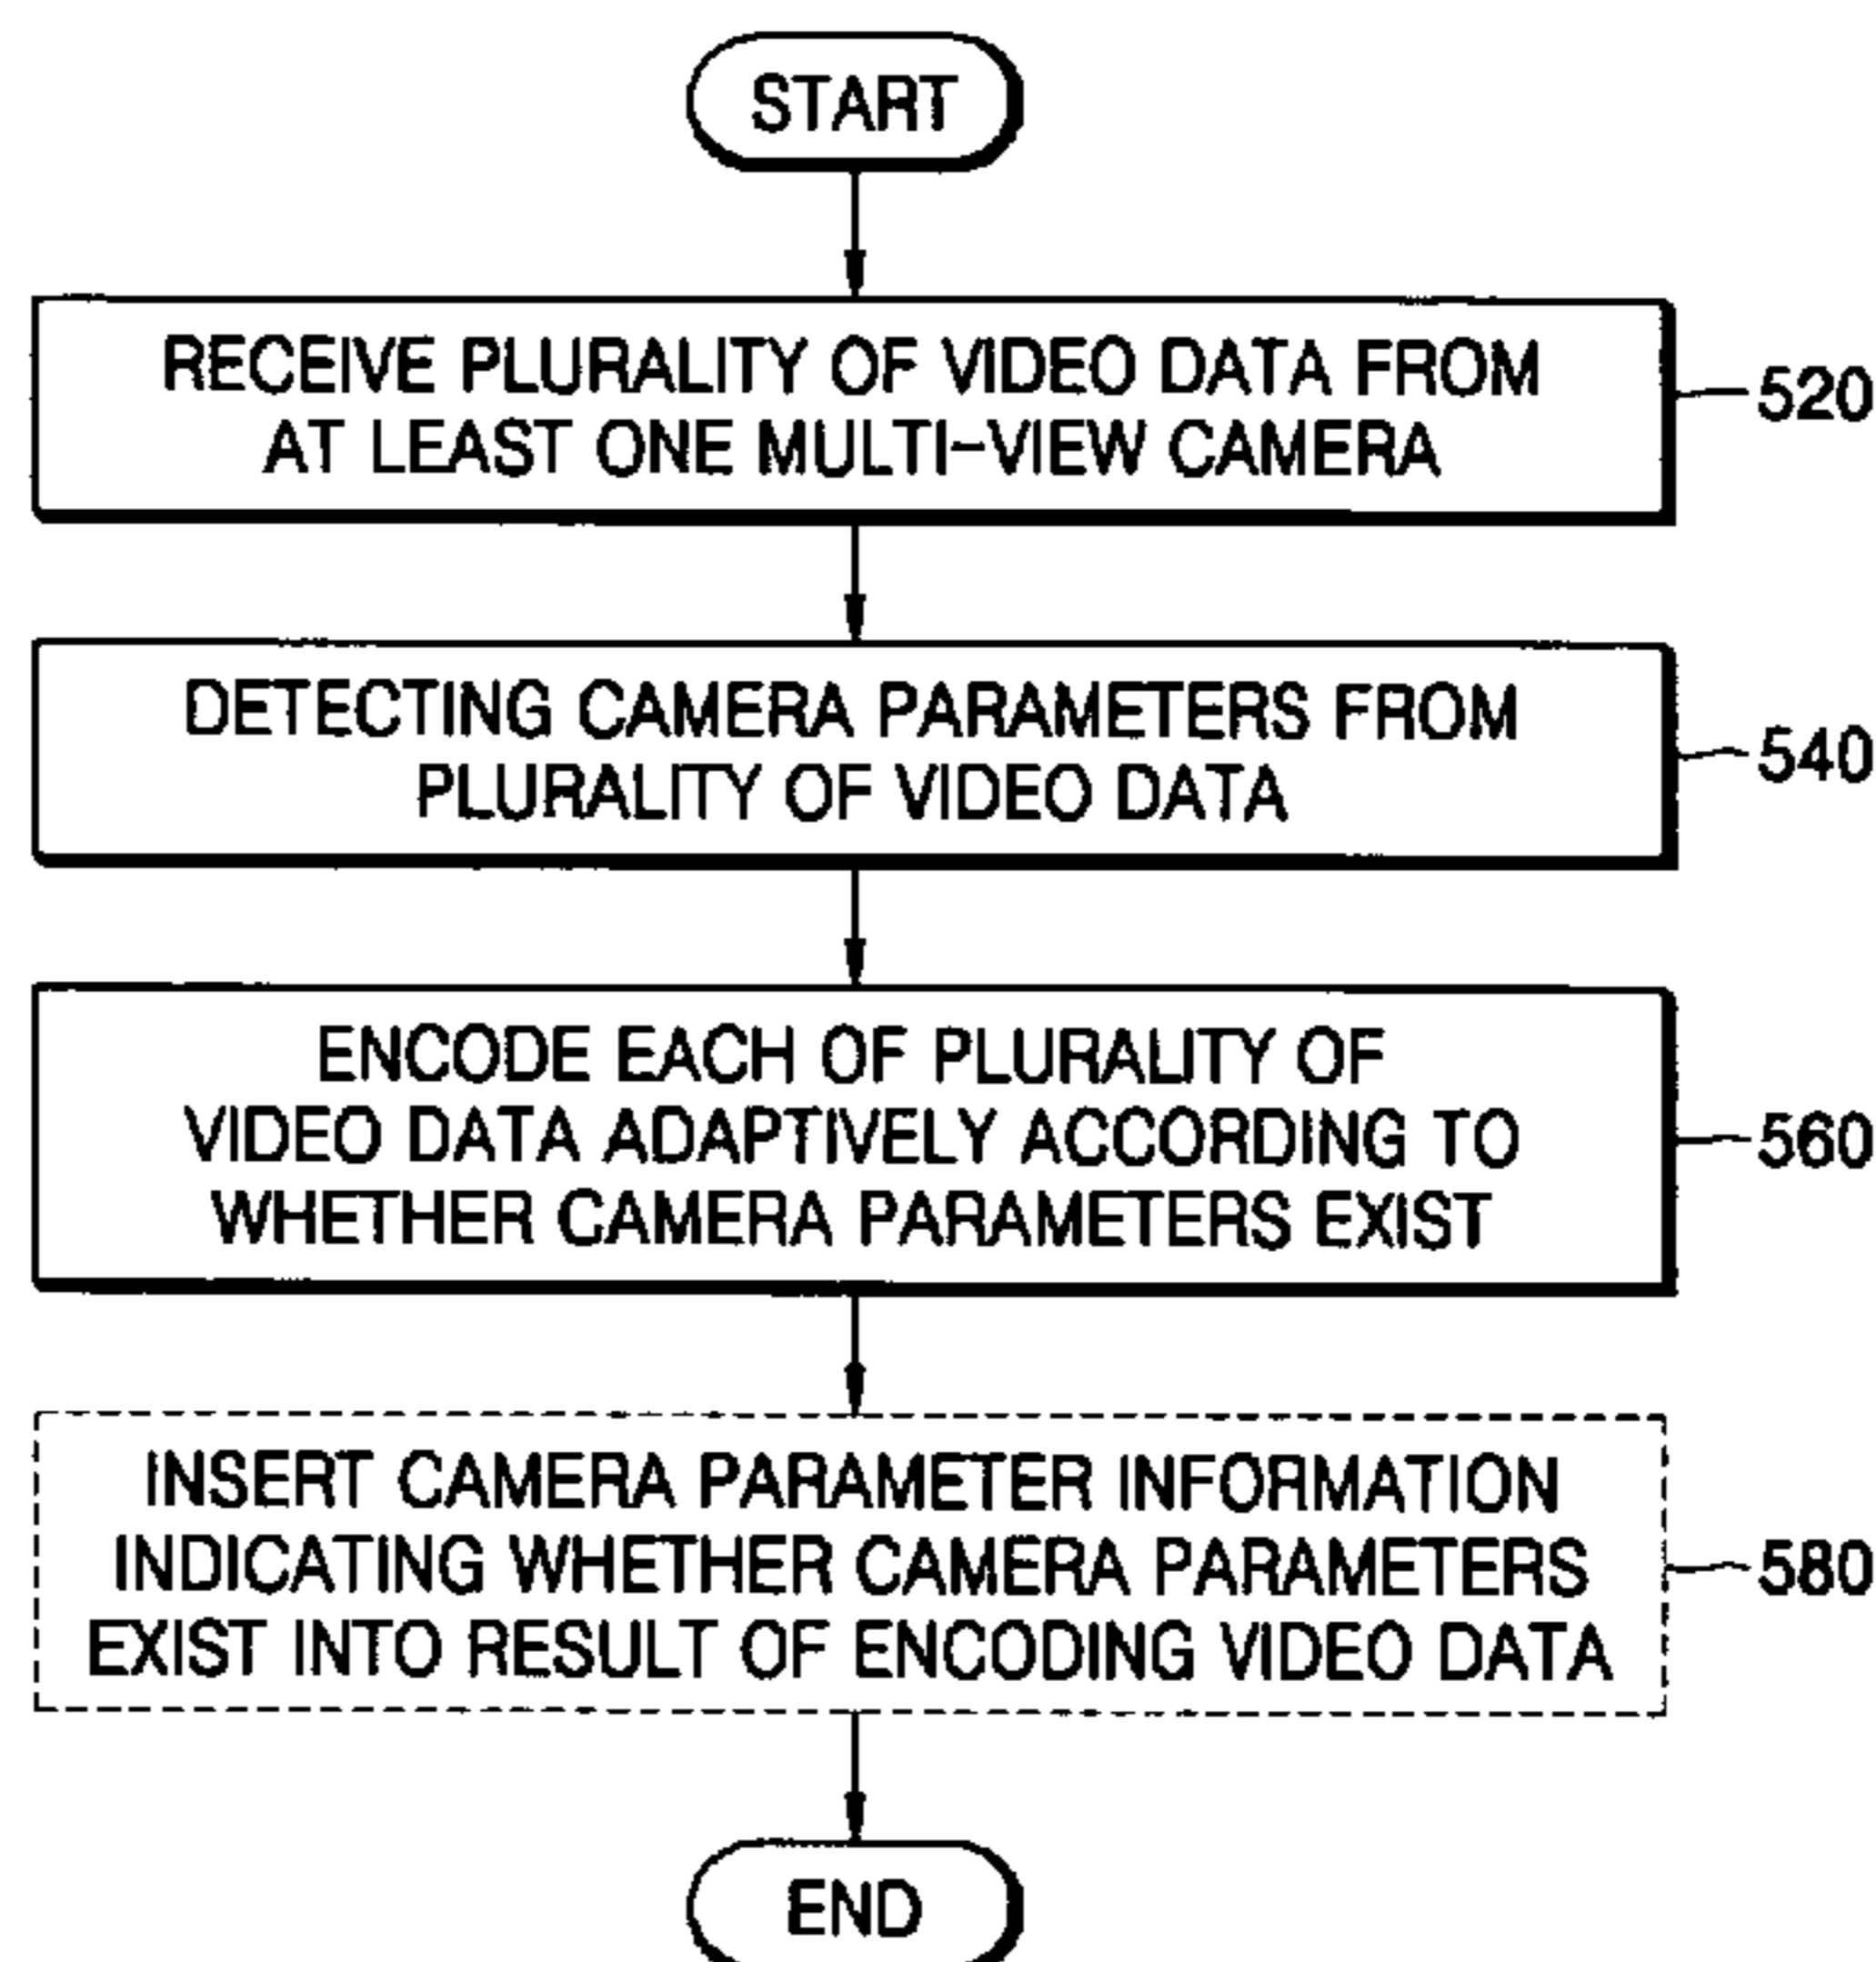 START
RECEIVE PLURALITY OF VIDEO DATA FROM
AT LEAST ONE MULTI-VIEW CAMERA
520
DETECTING CAMERA PARAMETERS FROM
PLURALITY OF VIDEO DATA
540
ENCODE EACH OF PLURALITY OF
VIDEO DATA ADAPTIVELY ACCORDING TO
WHETHER CAMERA PARAMETERS EXIST
560
INSERT CAMERA PARAMETER INFORMATION
INDICATING WHETHER CAMERA PARAMETERS
EXIST INTO RESULT OF ENCODING VIDEO DATA
580
END